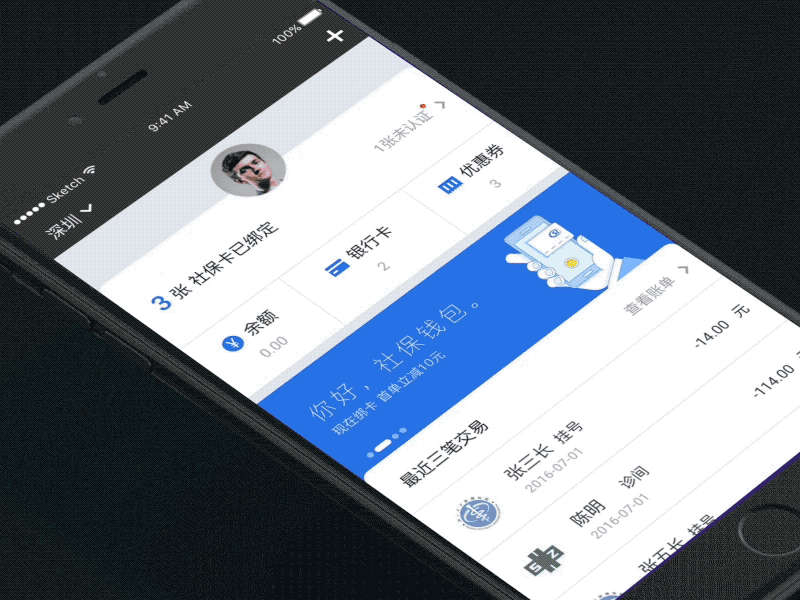 Sketch 9:41 AM 100%
深圳
1张未认证
3 张 社保卡已绑定
余额 银行卡 优惠券
0.00 2 3
你好，社保钱包。
现在绑卡 首单立减10元
最近三笔交易 查看账单
张三长 挂号 -14.00 元
2016-07-01
陈明 诊间 -114.00
2016-07-01
SZ
张五长 挂号